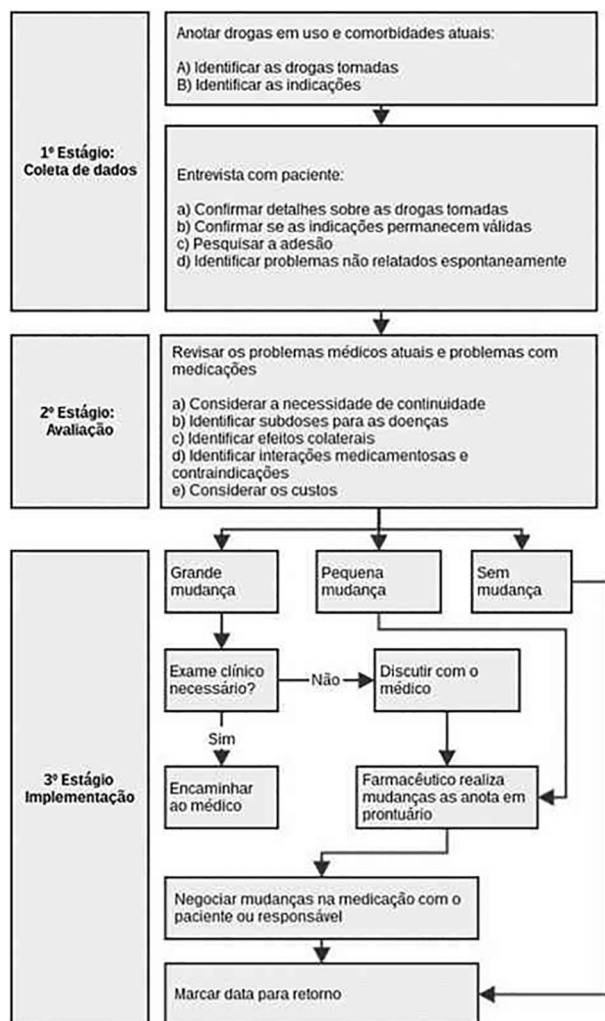 1º Estágio:
Coleta de dados
Anotar drogas em uso e comorbidades atuais:
A) Identificar as drogas tomadas
B) Identificar as indicações
Entrevista com paciente:
a) Confirmar detalhes sobre as drogas tomadas
b) Confirmar se as indicações permanecem válidas
c) Pesquisar a adesão
d) Identificar problemas não relatados espontaneamente
2º Estágio:
Avaliação
Revisar os problemas médicos atuais e problemas com
medicações
a) Considerar a necessidade de continuidade
b) Identificar subdoses para as doenças
c) Identificar efeitos colaterais
d) Identificar interações medicamentosas e
contraindicações
e) Considerar os custos
3º Estágio
Implementação
Grande
mudança
Pequena
mudança
Sem
mudança
Exame clínico
necessário?
Não
Discutir com o
médico
Sim
Encaminhar
ao médico
Farmacêutico realiza
mudanças as anota em
prontuário
Negociar mudanças na medicação com o
paciente ou responsável
Marcar data para retorno